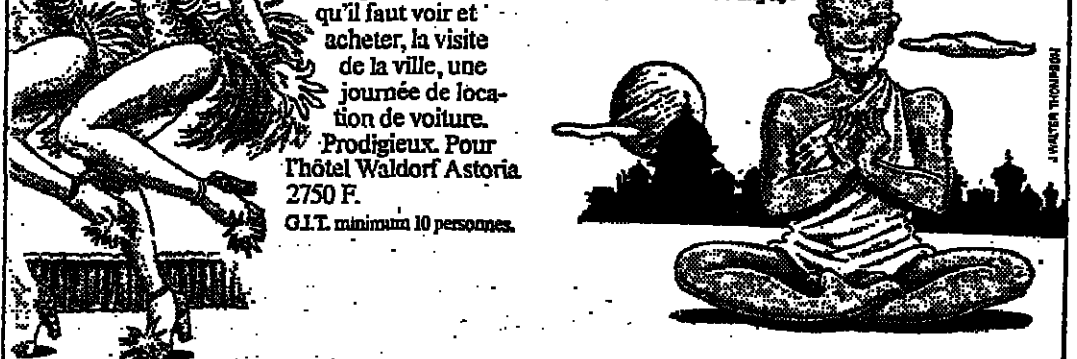 qu'il faut voir et
acheter, la visite
de la ville, une
journée de loca-
tion de voiture.
Prodigieux. Pour
l'hôtel Waldorf Astoria
2750 F.
G.I.T. minimum 10 personnes.
J WALTER THOMPSON